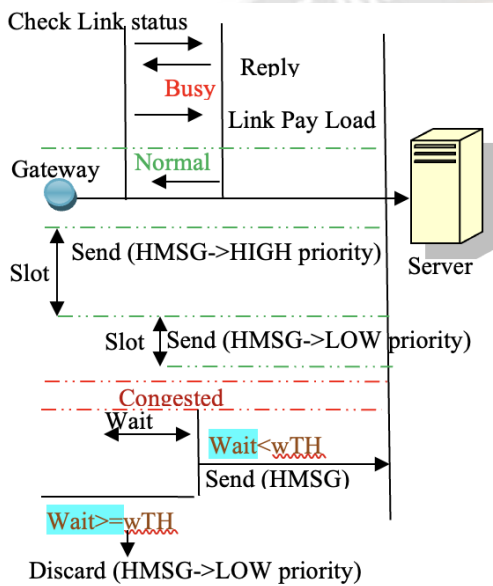 Check Link status
Reply
Busy
Link Pay Load
Normal
Gateway
Server
Send (HMSG->HIGH priority)
Slot
Slot Send (HMSG->LOW priority)
Congested
Wait
Wait<wTH
Send (HMSG)
Wait>=wTH
Discard (HMSG->LOW priority)